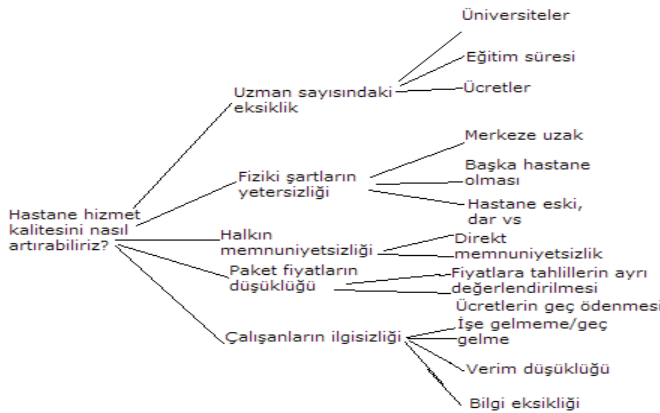 Hastane hizmet
kalitesini nasıl
artırabiliriz?
Uzman sayısındaki
eksiklik
Üniversiteler
Eğitim süresi
Ücretler
Fiziki şartların
yetersizliği
Merkeze uzak
Başka hastane
olması
Hastane eski,
dar vs
Halkın
memnuniyetsizliği
Direkt
memnuniyetsizlik
Paket fiyatların
düşüklüğü
Fiyatlara tahlillerin ayrı
değerlendirilmesi
Ücretlerin geç ödenmesi
Çalışanların ilgisizliği
İşe gelmeme/geç
gelme
Verim düşüklüğü
Bilgi eksikliği